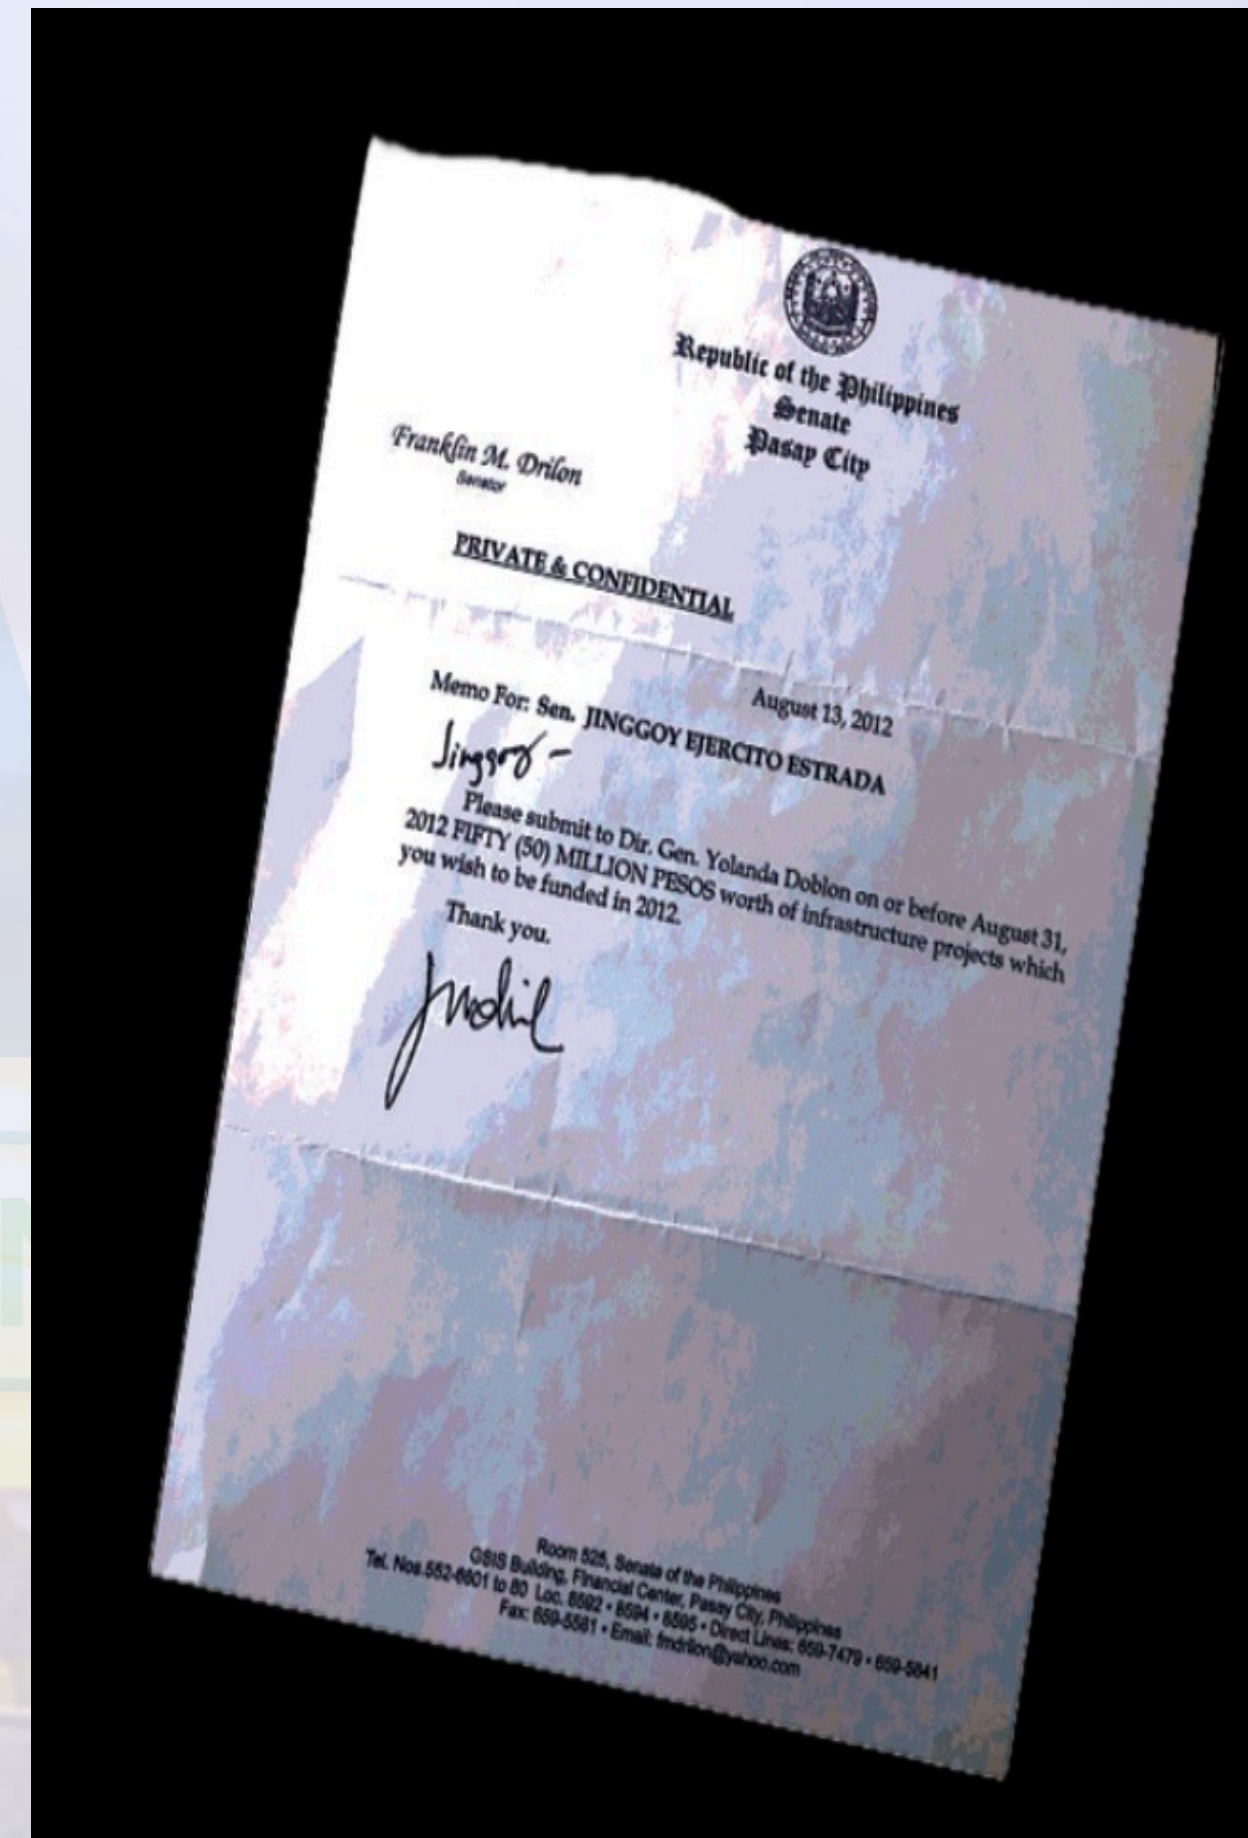 Republic of the Philippines
Senate
Pasay City
Franklin M. Drilon
Senator
PRIVATE & CONFIDENTIAL
August 13, 2012
Memo For: Sen. JINGGOY EJERCITO ESTRADA
Jinggoy –
Please submit to Dir. Gen. Yolanda Doblon on or before August 31,
2012 FIFTY (50) MILLION PESOS worth of infrastructure projects which
you wish to be funded in 2012.
Thank you.
Room 525, Senate of the Philippines
GSIS Building, Financial Center, Pasay City, Philippines
Tel. Nos.552-6601 to 80 Loc. 8592 • 8594 • 8595 • Direct Lines: 659-7479 • 659-5841
Fax: 659-5581 • Email: fmdrilon@yahoo.com